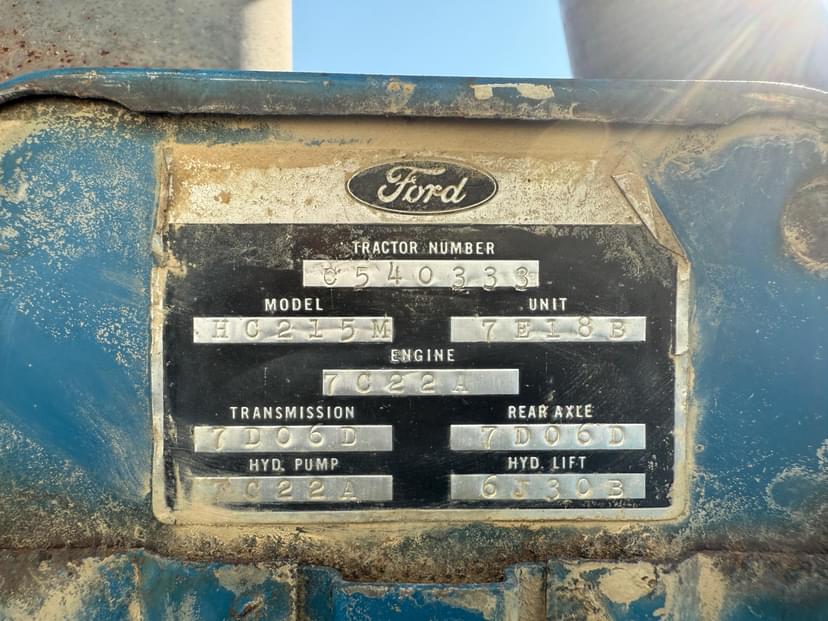 Ford
TRACTOR NUMBER
C540333
MODEL UNIT
HC215M 7E18B
ENGINE
7C22A
TRANSMISSION REAR AXLE
7D06D 7D06D
HYD. PUMP HYD. LIFT
7C22A 6J30B